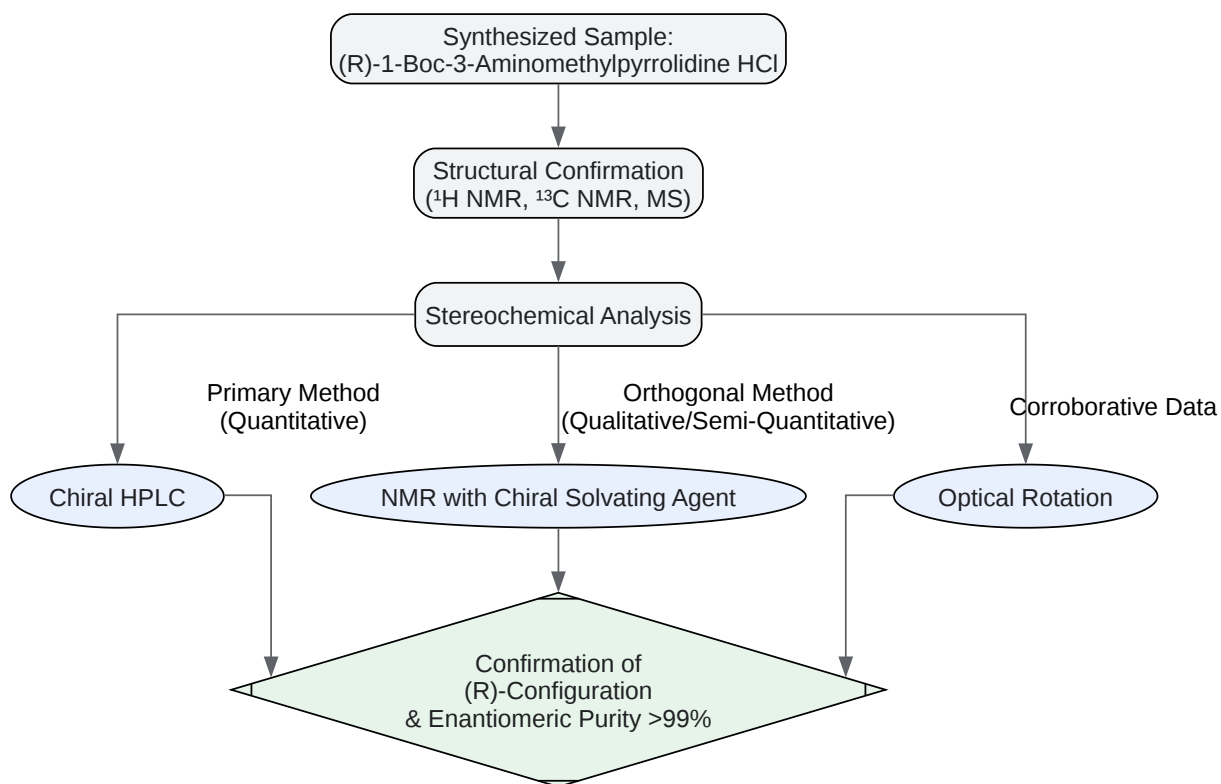 Synthesized Sample:
(R)-1-Boc-3-Aminomethylpyrrolidine HCl
Structural Confirmation
(¹H NMR, ¹³C NMR, MS)
Stereochemical Analysis
Primary Method
(Quantitative)
Orthogonal Method
(Qualitative/Semi-Quantitative)
Corroborative Data
Chiral HPLC
NMR with Chiral Solvating Agent
Optical Rotation
Confirmation of
(R)-Configuration
& Enantiomeric Purity >99%